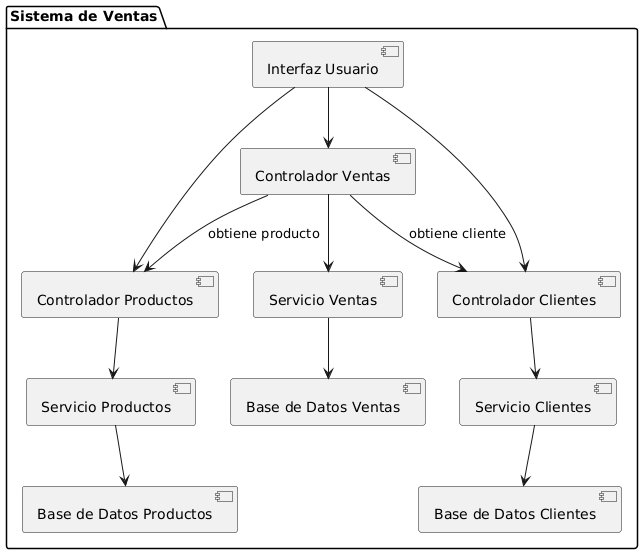 Sistema de Ventas
Interfaz Usuario
Controlador Ventas
obtiene producto
obtiene cliente
Controlador Productos
Servicio Ventas
Controlador Clientes
Servicio Productos
Base de Datos Ventas
Servicio Clientes
Base de Datos Productos
Base de Datos Clientes